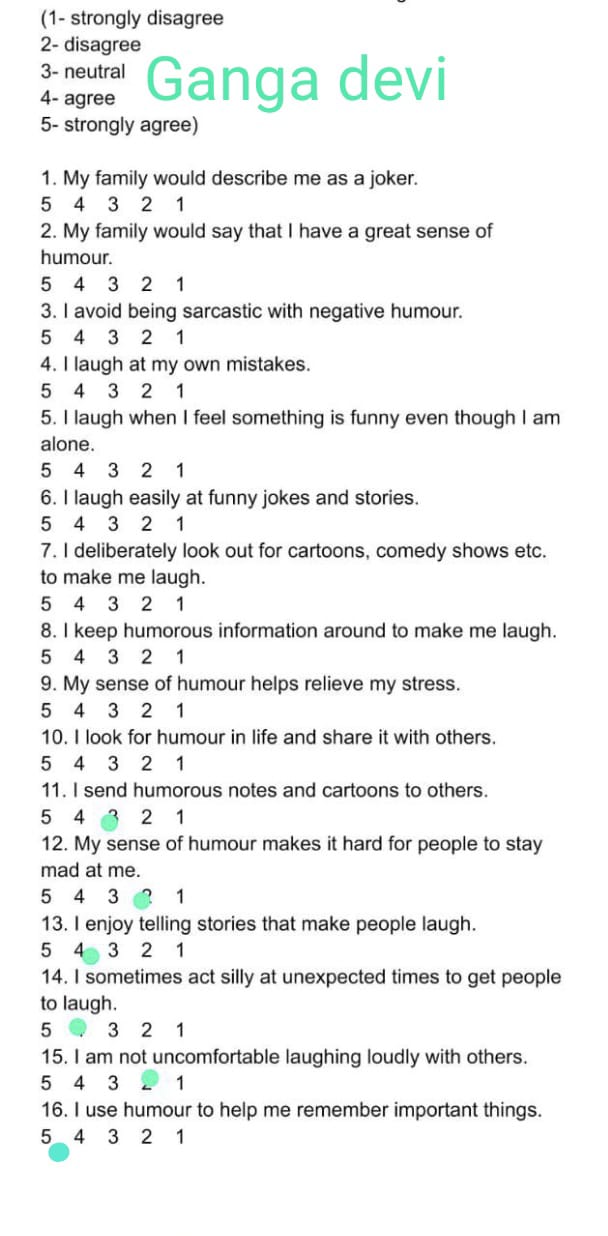 (1- strongly disagree
2- disagree
3- neutral
4- agree
5- strongly agree)
Ganga devi
1. My family would describe me as a joker.
5 4 3 2 1
2. My family would say that I have a great sense of
humour.
5 4 3 2 1
3. I avoid being sarcastic with negative humour.
5 4 3 2 1
4. I laugh at my own mistakes.
5 4 3 2 1
5. I laugh when I feel something is funny even though I am
alone.
5 4 3 2 1
6. I laugh easily at funny jokes and stories.
5 4 3 2 1
7. I deliberately look out for cartoons, comedy shows etc.
to make me laugh.
5 4 3 2 1
8. I keep humorous information around to make me laugh.
5 4 3 2 1
9. My sense of humour helps relieve my stress.
5 4 3 2 1
10. I look for humour in life and share it with others.
5 4 3 2 1
11. I send humorous notes and cartoons to others.
5 4 3 2 1
12. My sense of humour makes it hard for people to stay
mad at me.
5 4 3 2 1
13. I enjoy telling stories that make people laugh.
5 4 3 2 1
14. I sometimes act silly at unexpected times to get people
to laugh.
5 3 2 1
15. I am not uncomfortable laughing loudly with others.
5 4 3 2 1
16. I use humour to help me remember important things.
5 4 3 2 1